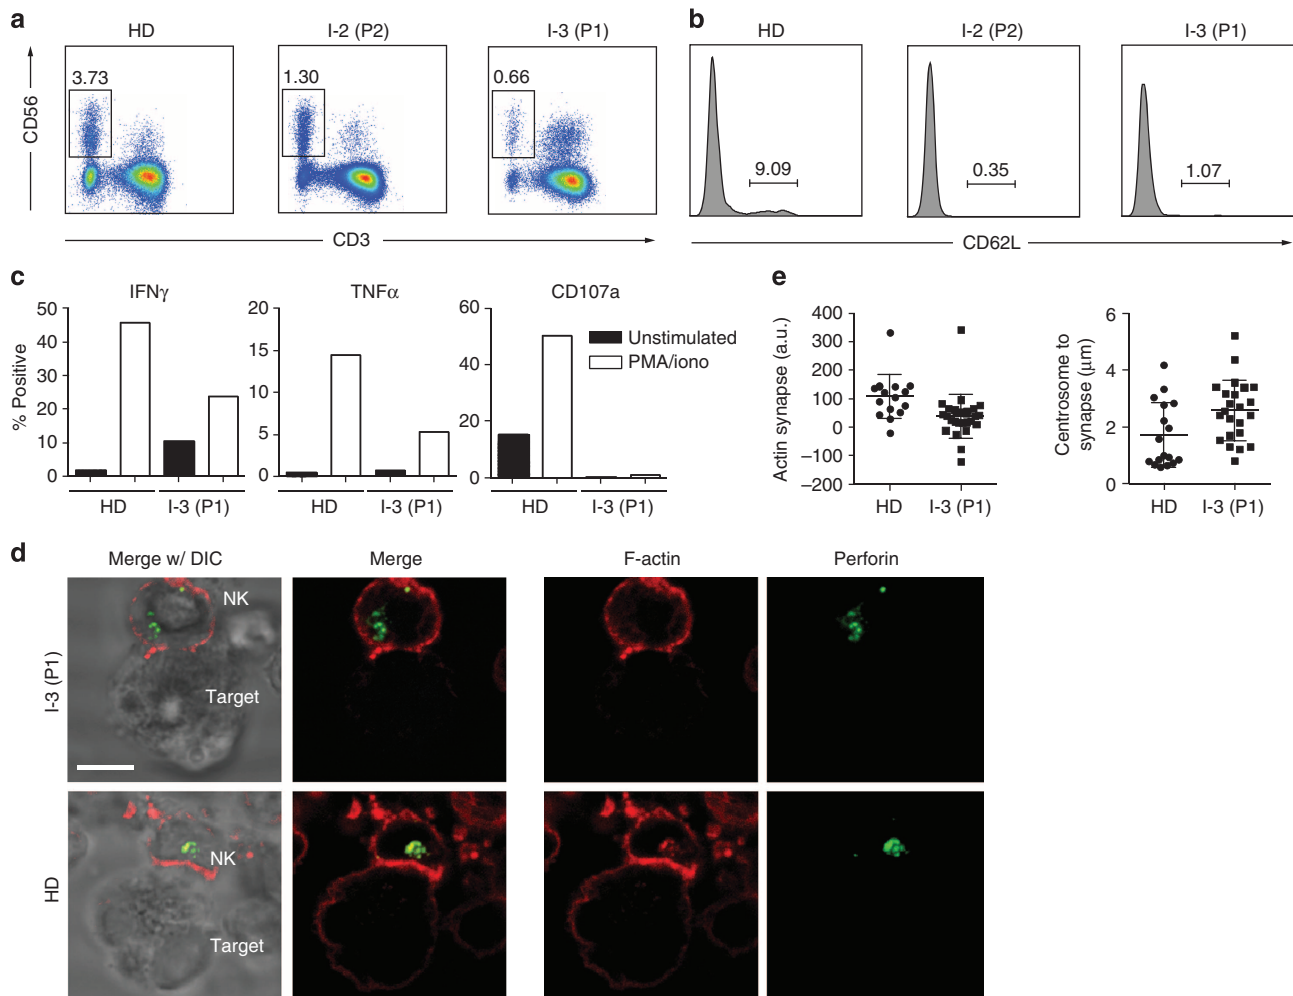 a
HD
I-2 (P2)
I-3 (P1)
3.73
1.30
0.66
CD56
CD3
b
HD
I-2 (P2)
I-3 (P1)
9.09
0.35
1.07
CD62L
c
IFNγ
TNFα
CD107a
% Positive
50
40
30
20
10
0
20
15
10
5
0
60
40
20
0
Unstimulated
PMA/iono
HD
I-3 (P1)
HD
I-3 (P1)
HD
I-3 (P1)
e
Actin synapse (a.u.)
400
300
200
100
0
–100
–200
HD
I-3 (P1)
Centrosome to
synapse (μm)
6
4
2
0
HD
I-3 (P1)
d
Merge w/ DIC
Merge
F-actin
Perforin
I-3 (P1)
NK
Target
HD
NK
Target